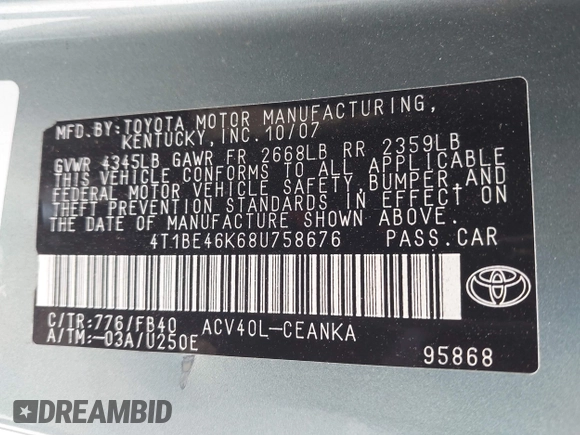 MFD.BY:TOYOTA MOTOR MANUFACTURING,
KENTUCKY, INC. 10/07
GVWR 4345LB GAWR FR 2668LB RR 2359LB
THIS VEHICLE CONFORMS TO ALL APPLICABLE
FEDERAL MOTOR VEHICLE SAFETY, BUMPER, AND
THEFT PREVENTION STANDARDS IN EFFECT ON
THE DATE OF MANUFACTURE SHOWN ABOVE.
4T1BE46K68U758676 PASS.CAR
C/TR:776/FB40 ACV40L-CEANKA
A/TM:-03A/U250E
95868
DREAMBID